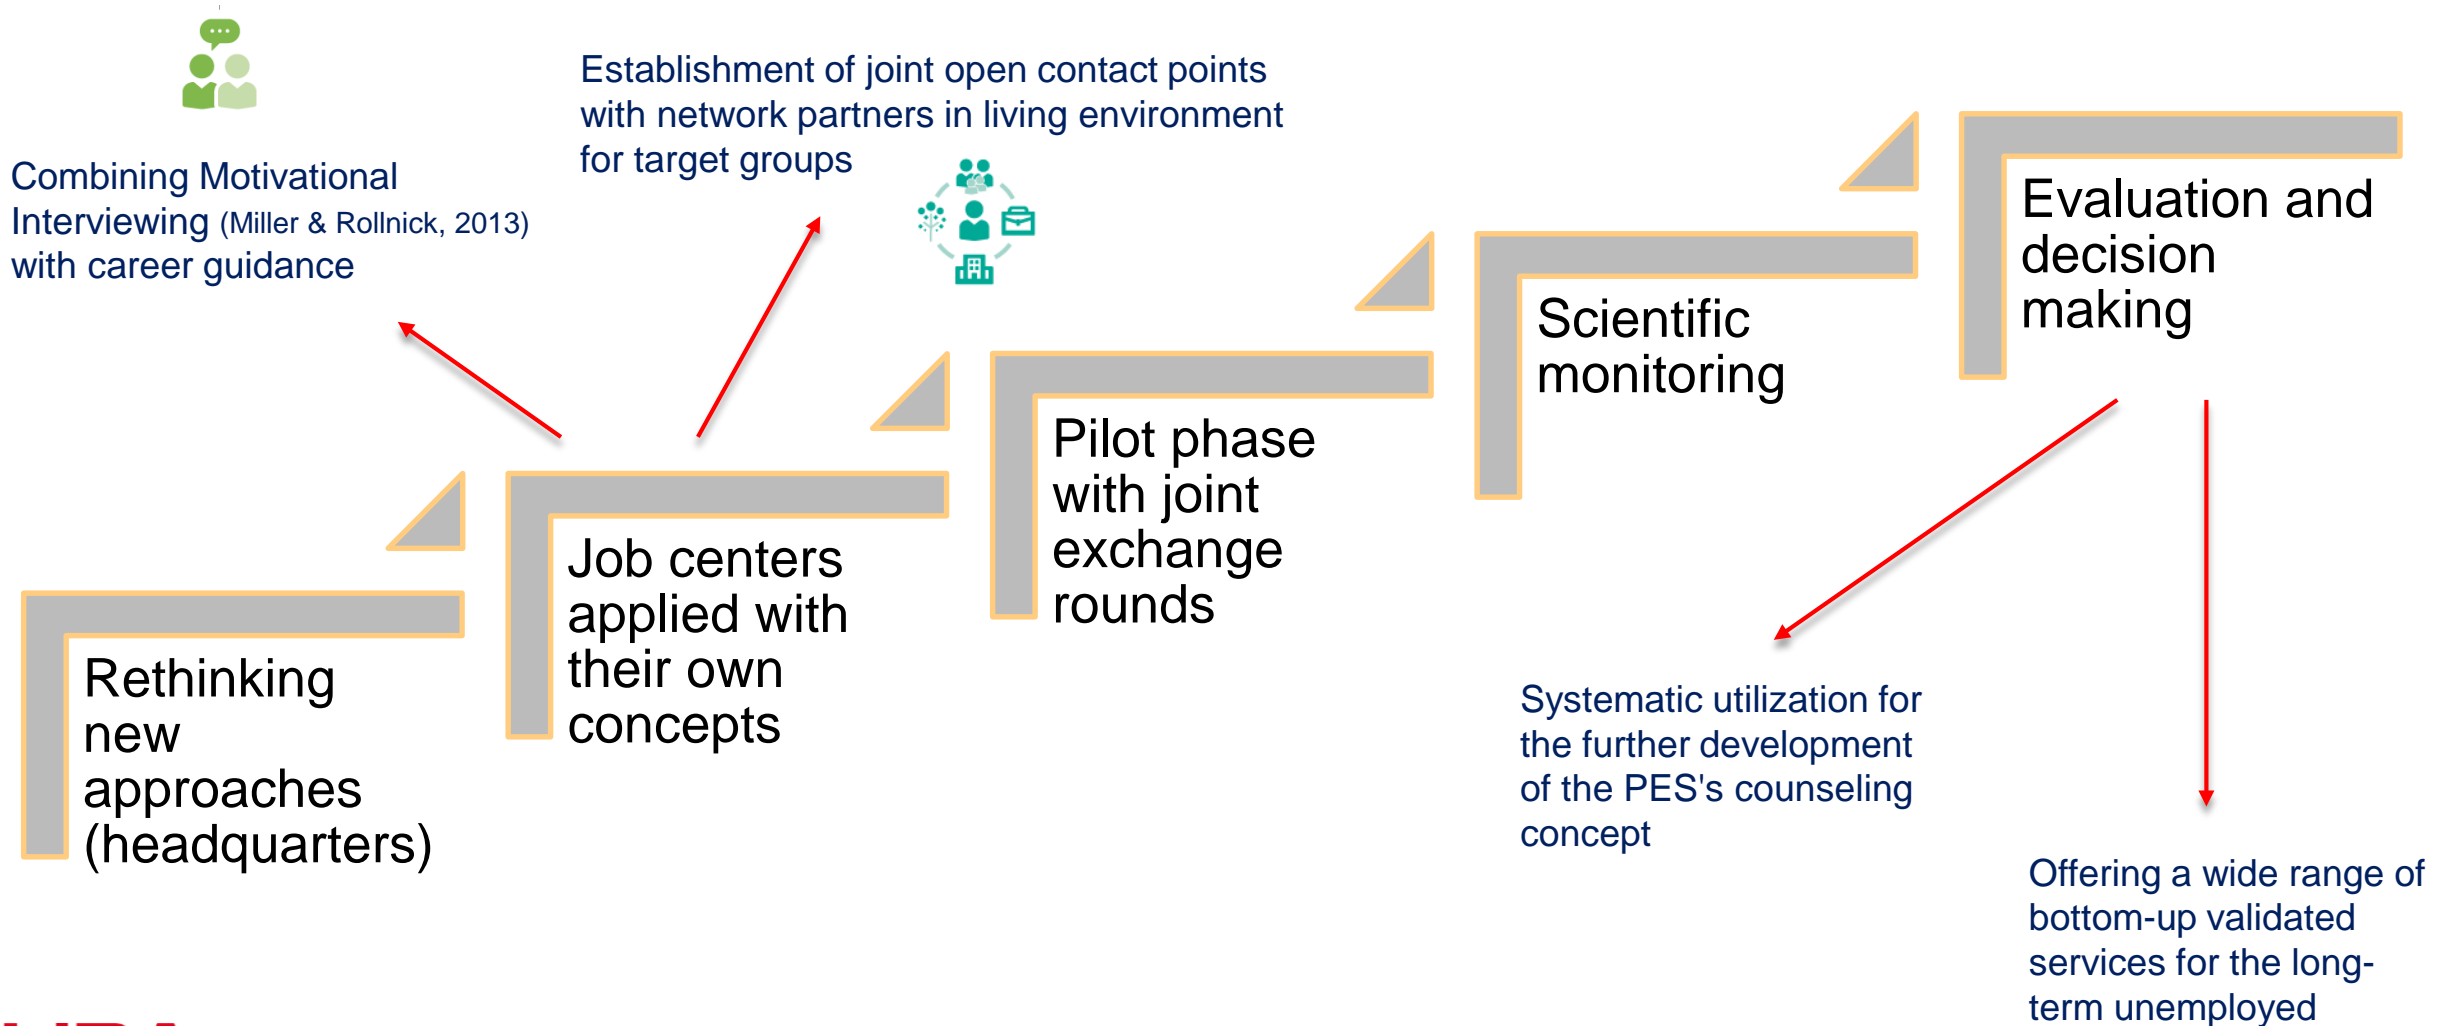 Combining Motivational
Interviewing (Miller & Rollnick, 2013)
with career guidance
Establishment of joint open contact points
with network partners in living environment
for target groups
Rethinking
new
approaches
(headquarters)
Job centers
applied with
their own
concepts
Pilot phase
with joint
exchange
rounds
Scientific
monitoring
Evaluation and
decision
making
Systematic utilization for
the further development
of the PES's counseling
concept
Offering a wide range of
bottom-up validated
services for the long-
term unemployed